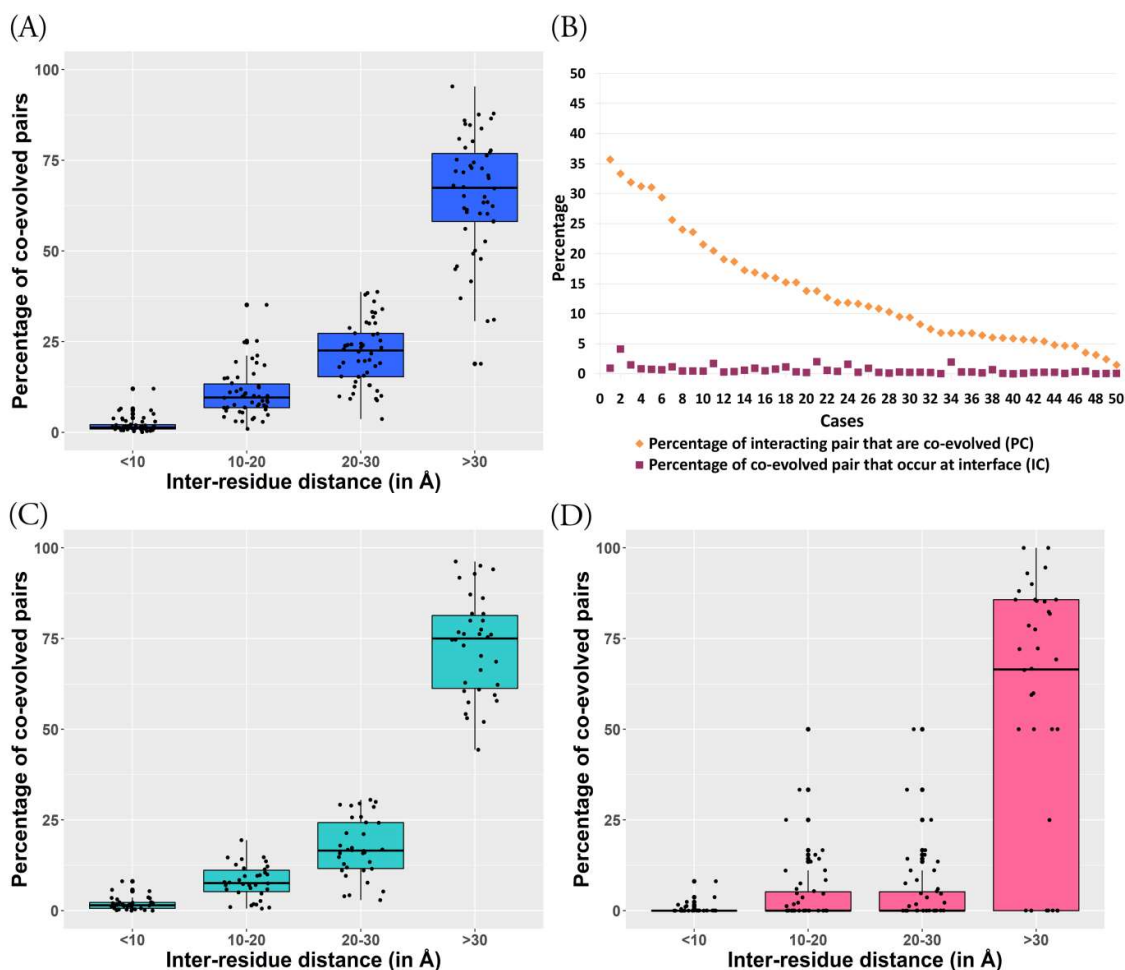 (A)
Percentage of co-evolved pairs
100
75
50
25
0
<10
10-20
20-30
>30
Inter-residue distance (in Å)
(B)
Percentage
50
45
40
35
30
25
20
15
10
5
0
0 2 4 6 8 10 12 14 16 18 20 22 24 26 28 30 32 34 36 38 40 42 44 46 48 50
Cases
Percentage of interacting pair that are co-evolved (PC)
Percentage of co-evolved pair that occur at interface (IC)
(C)
Percentage of co-evolved pairs
100
75
50
25
0
<10
10-20
20-30
>30
Inter-residue distance (in Å)
(D)
Percentage of co-evolved pairs
100
75
50
25
0
<10
10-20
20-30
>30
Inter-residue distance (in Å)